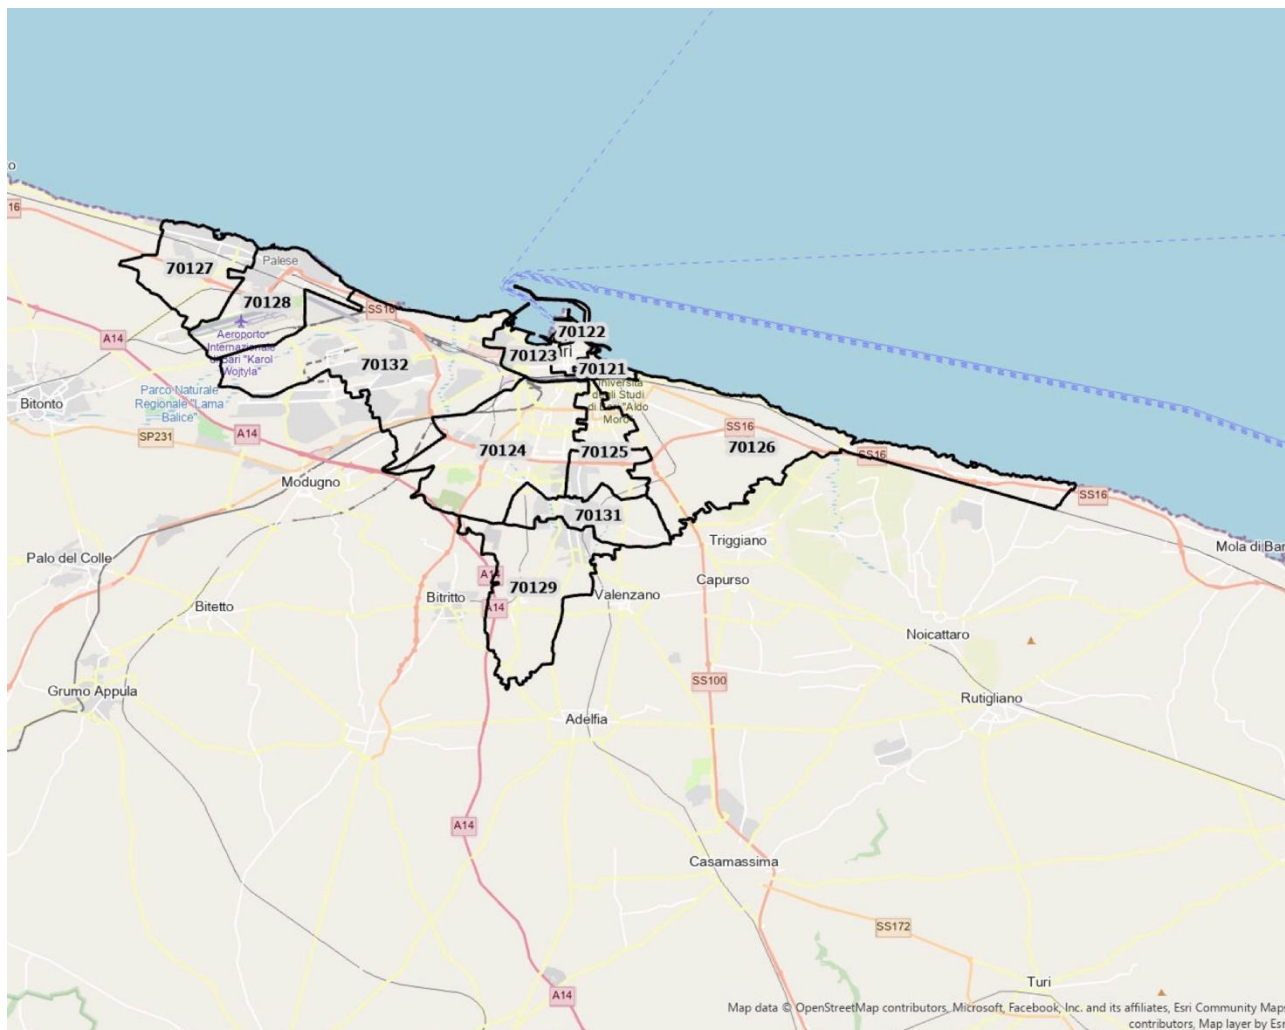 o
16
70127
Palese
70128
SS16
A14
Aeroporto
Internazionale
di Bari "Karol
Wojtyla"
70132
70122
70123
70121
Università
degli Studi
di Bari "Aldo
Moro"
Parco Naturale
Regionale "Lama
Balice"
Bitonto
SP231
A14
70124
70125
SS16
70126
SS16
SS16
Modugno
70131
Triggiano
Mola di Bar
Palo del Colle
A14
70129
Capurso
Bitetto
Bitritto
A14
Valenzano
Noicattaro
Grumo Appula
SS100
Rutigliano
Adelfia
A14
Casamassima
SS172
Turi
A14
Map data © OpenStreetMap contributors, Microsoft, Facebook, Inc. and its affiliates, Esri Community Maps
contributors, Map layer by Esri